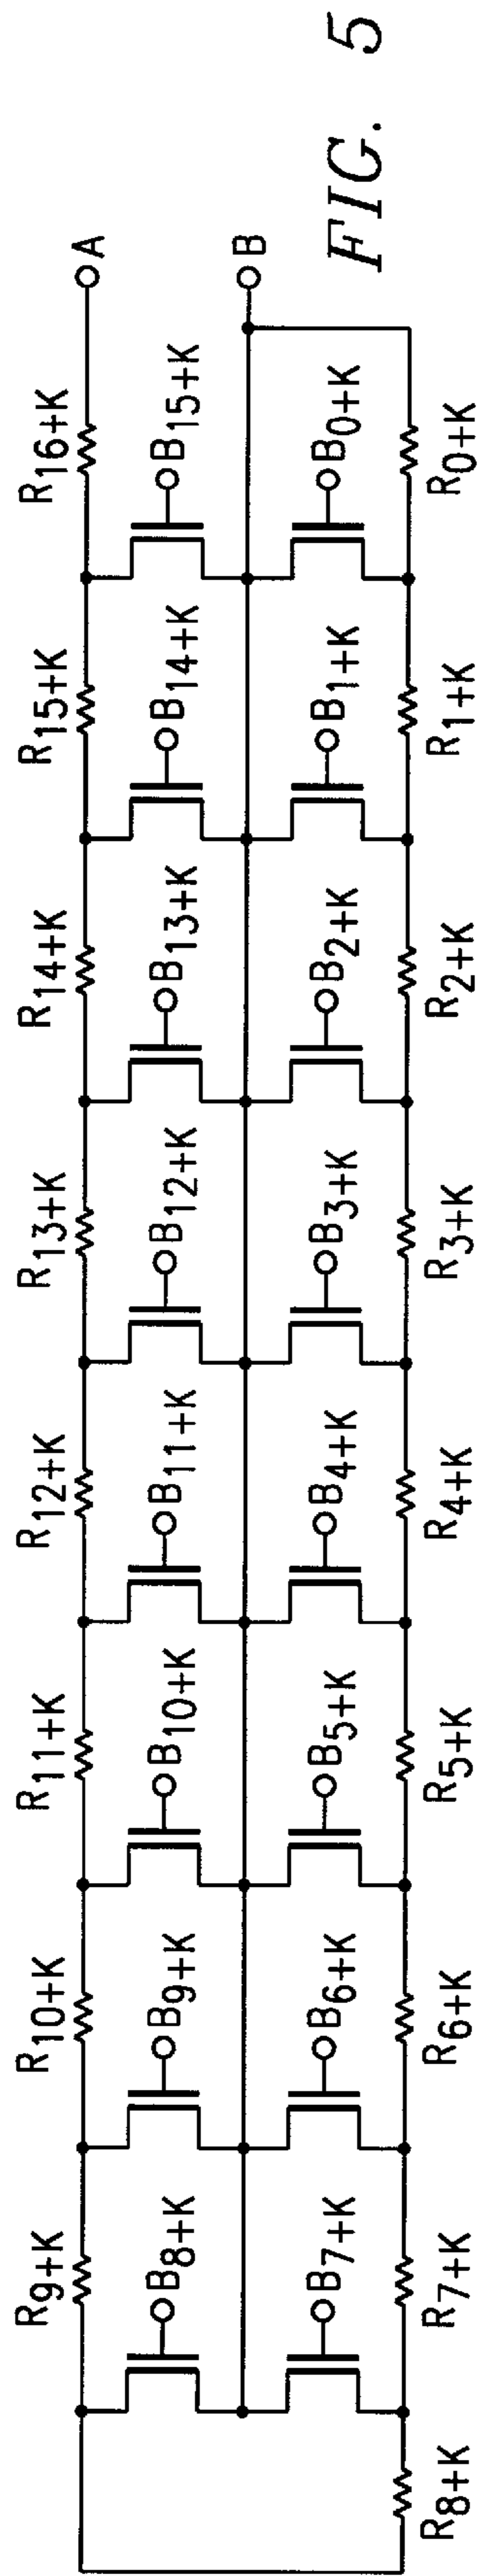 R9+K R10+K R11+K R12+K R13+K R14+K R15+K R16+K
A
B8+K B9+K B10+K B11+K B12+K B13+K B14+K B15+K
B
B7+K B6+K B5+K B4+K B3+K B2+K B1+K B0+K
R8+K R7+K R6+K R5+K R4+K R3+K R2+K R1+K R0+K
FIG. 5